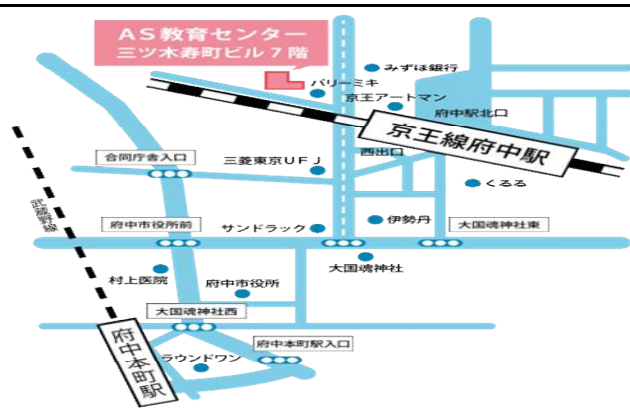 AS教育センター
三ツ木寿町ビル7階
みずほ銀行
パリーミキ
京王アートマン
府中駅北口
京王線府中駅
合同庁舎入口
三菱東京UFJ
西出口
くるる
武蔵野線
府中市役所前
サンドラック
伊勢丹
大国魂神社東
大国魂神社
村上医院
府中市役所
大国魂神社西
府中本町駅入口
府中本町駅
ラウンドワン